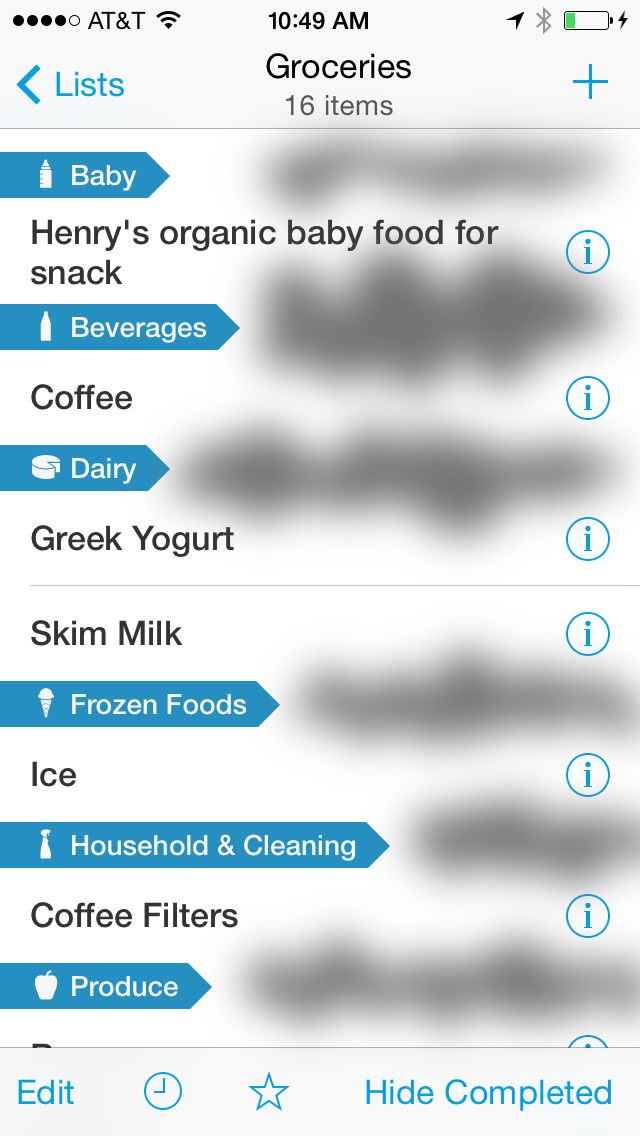 AT&T 10:49 AM
Lists
Groceries
16 items
Baby
Henry's organic baby food for
snack
Beverages
Coffee
Dairy
Greek Yogurt
Skim Milk
Frozen Foods
Ice
Household & Cleaning
Coffee Filters
Produce
Edit
Hide Completed